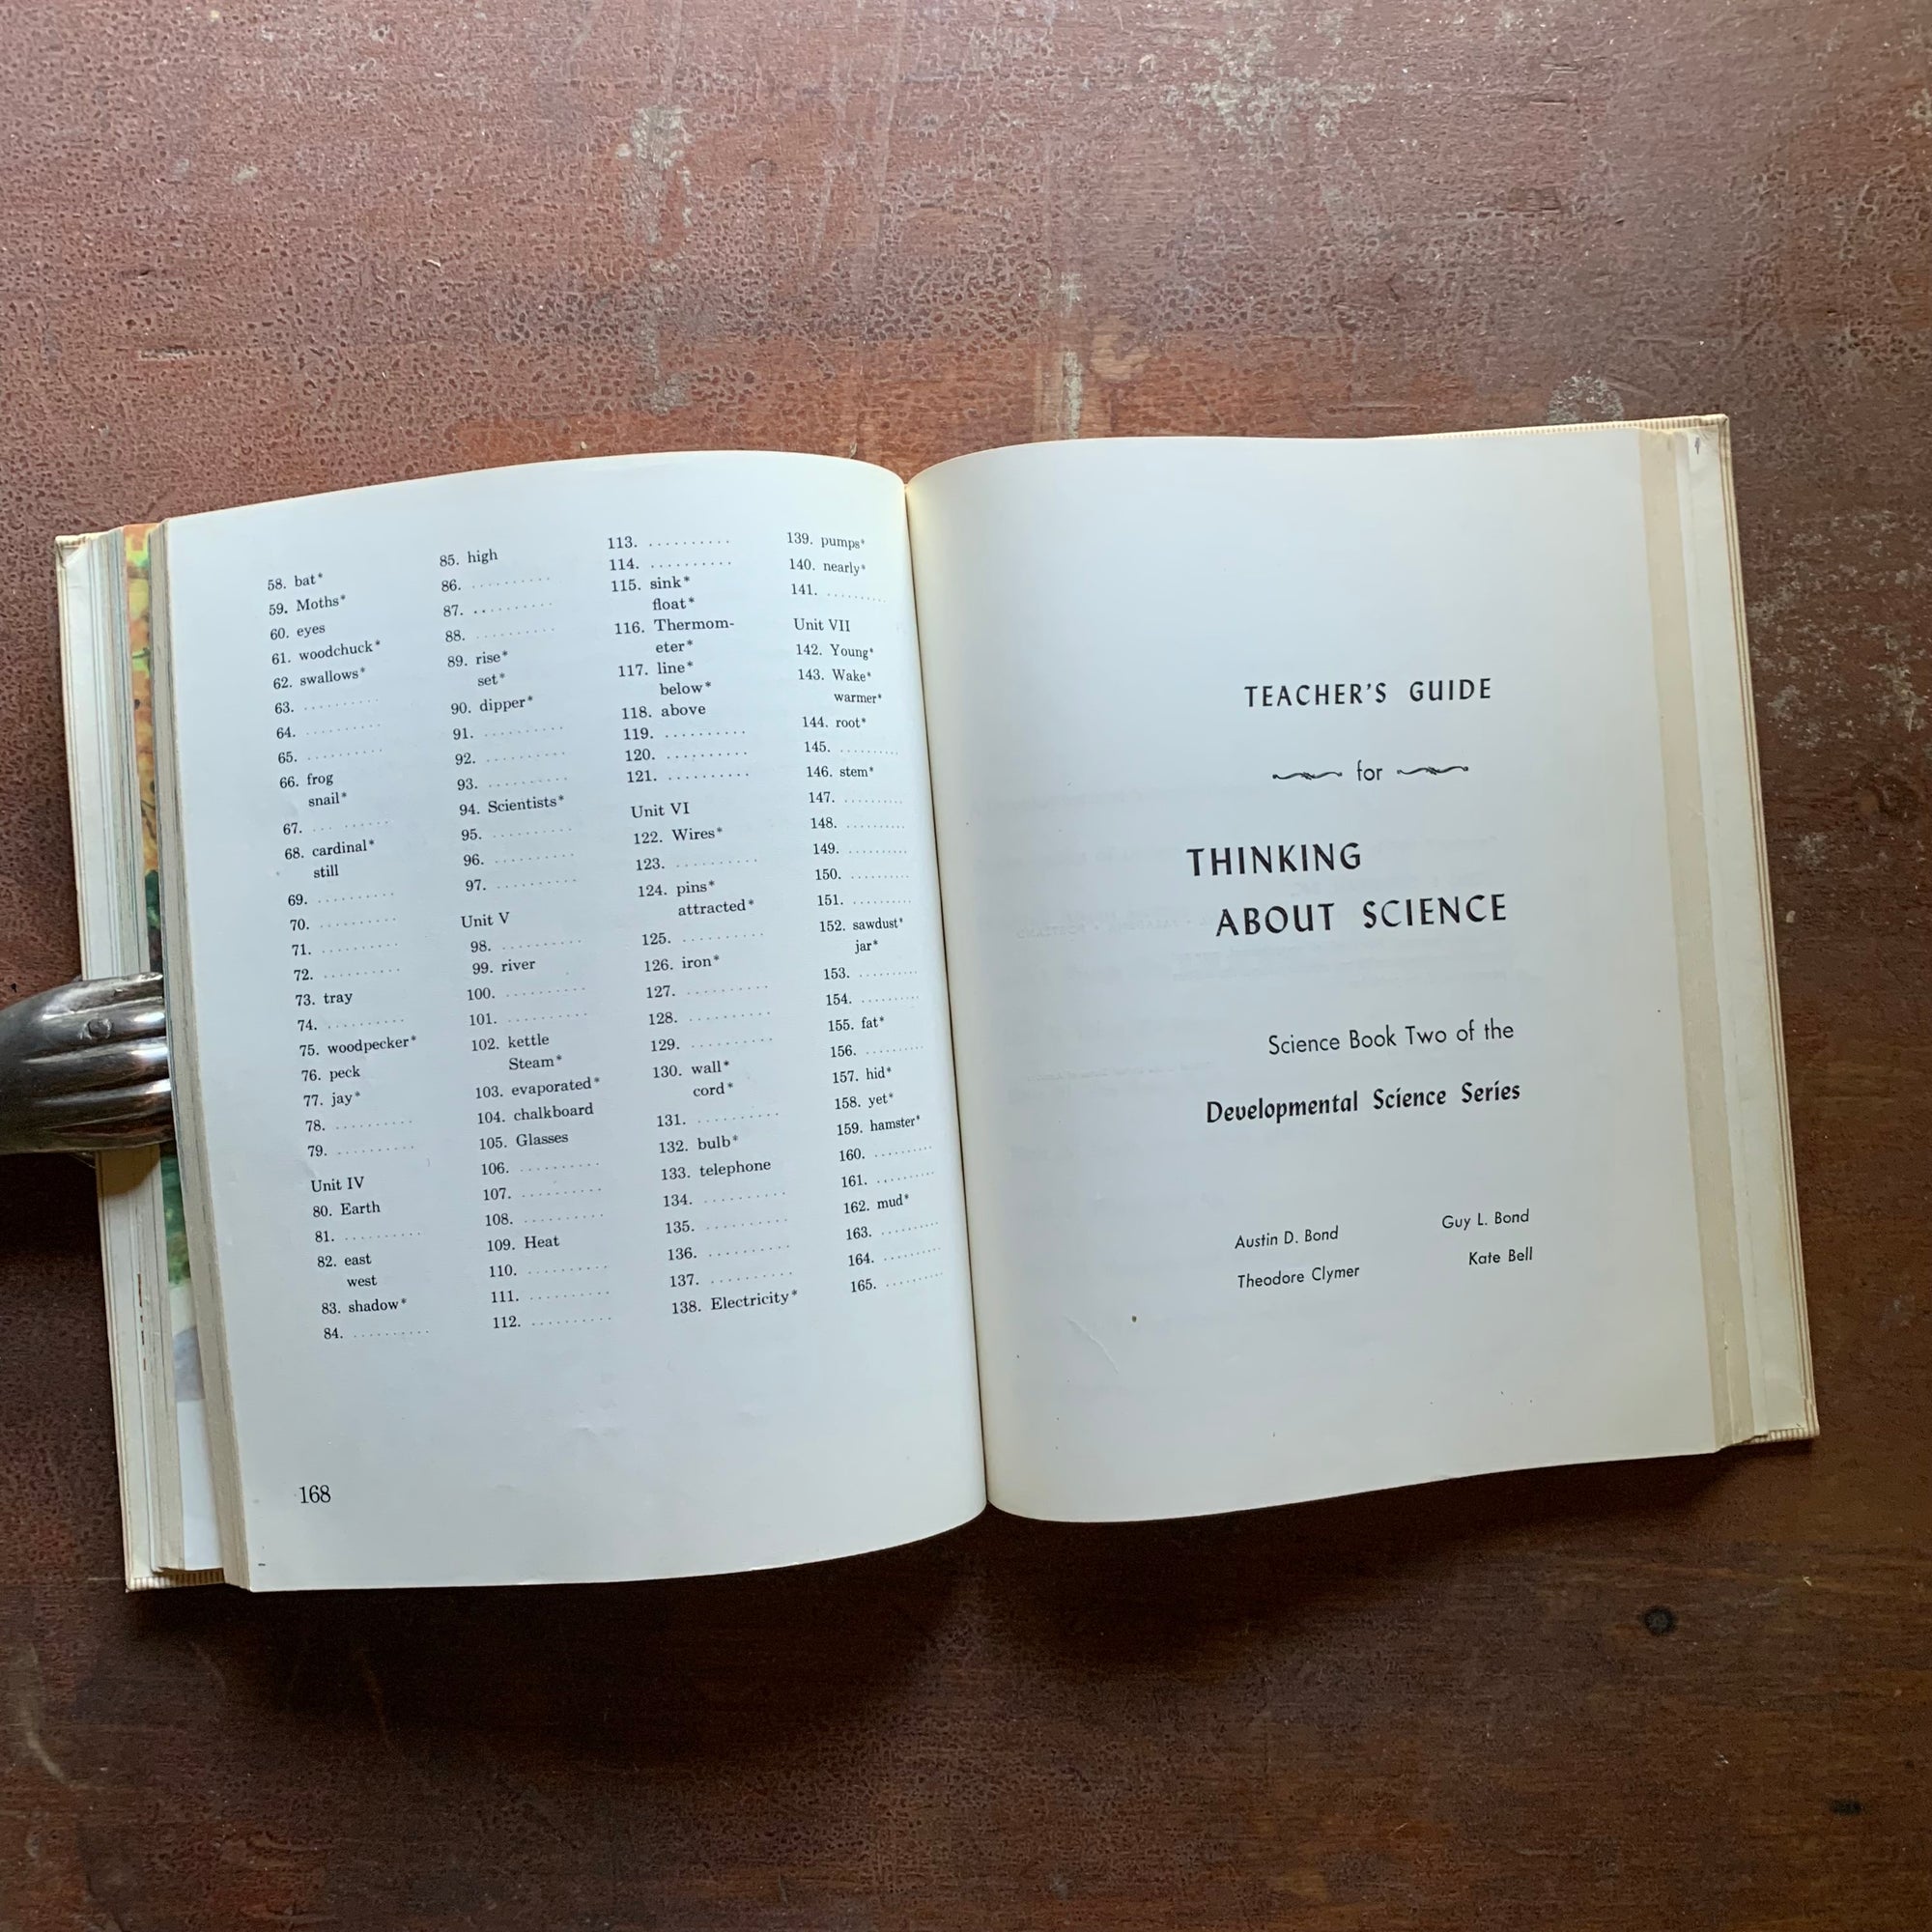 58. bat*
59. Moths*
60. eyes
61. woodchuck*
62. swallows*
63. ..........
64. ..........
65. ..........
66. frog
snail*
67. ... ......
68. cardinal*
still
69. ..........
70. ..........
71. ..........
72. ..........
73. tray
74. ..........
75. woodpecker*
76. peck
77. jay*
78. ..........
79. ..........
Unit IV
80. Earth
81. ..........
82. east
west
83. shadow*
84. ..........
85. high
86. ..........
87. ..........
88. ..........
89. rise*
set*
90. dipper*
91. ..........
92. ..........
93. ..........
94. Scientists*
95. ..........
96. ..........
97. ..........
Unit V
98. ..........
99. river
100. ..........
101. ..........
102. kettle
Steam*
103. evaporated*
104. chalkboard
105. Glasses
106. ..........
107. ..........
108. ..........
109. Heat
110. ..........
111. ..........
112. ..........
113. ..........
114. ..........
115. sink*
float*
116. Thermom-
eter*
117. line*
below*
118. above
119. ..........
120. ..........
121. ..........
Unit VI
122. Wires*
123. ..........
124. pins*
attracted*
125. ..........
126. iron*
127. ..........
128. ..........
129. ..........
130. wall*
cord*
131. ..........
132. bulb*
133. telephone
134. ..........
135. ..........
136. ..........
137. ..........
138. Electricity*
139. pumps*
140. nearly*
141. ..........
Unit VII
142. Young*
143. Wake*
warmer*
144. root*
145. ..........
146. stem*
147. ..........
148. ..........
149. ..........
150. ..........
151. ..........
152. sawdust*
jar*
153. ..........
154. ..........
155. fat*
156. ..........
157. hid*
158. yet*
159. hamster*
160. ..........
161. ..........
162. mud*
163. ..........
164. ..........
165. ..........
168
TEACHER'S GUIDE
for
THINKING
ABOUT SCIENCE
Science Book Two of the
Developmental Science Series
Austin D. Bond
Guy L. Bond
Theodore Clymer
Kate Bell